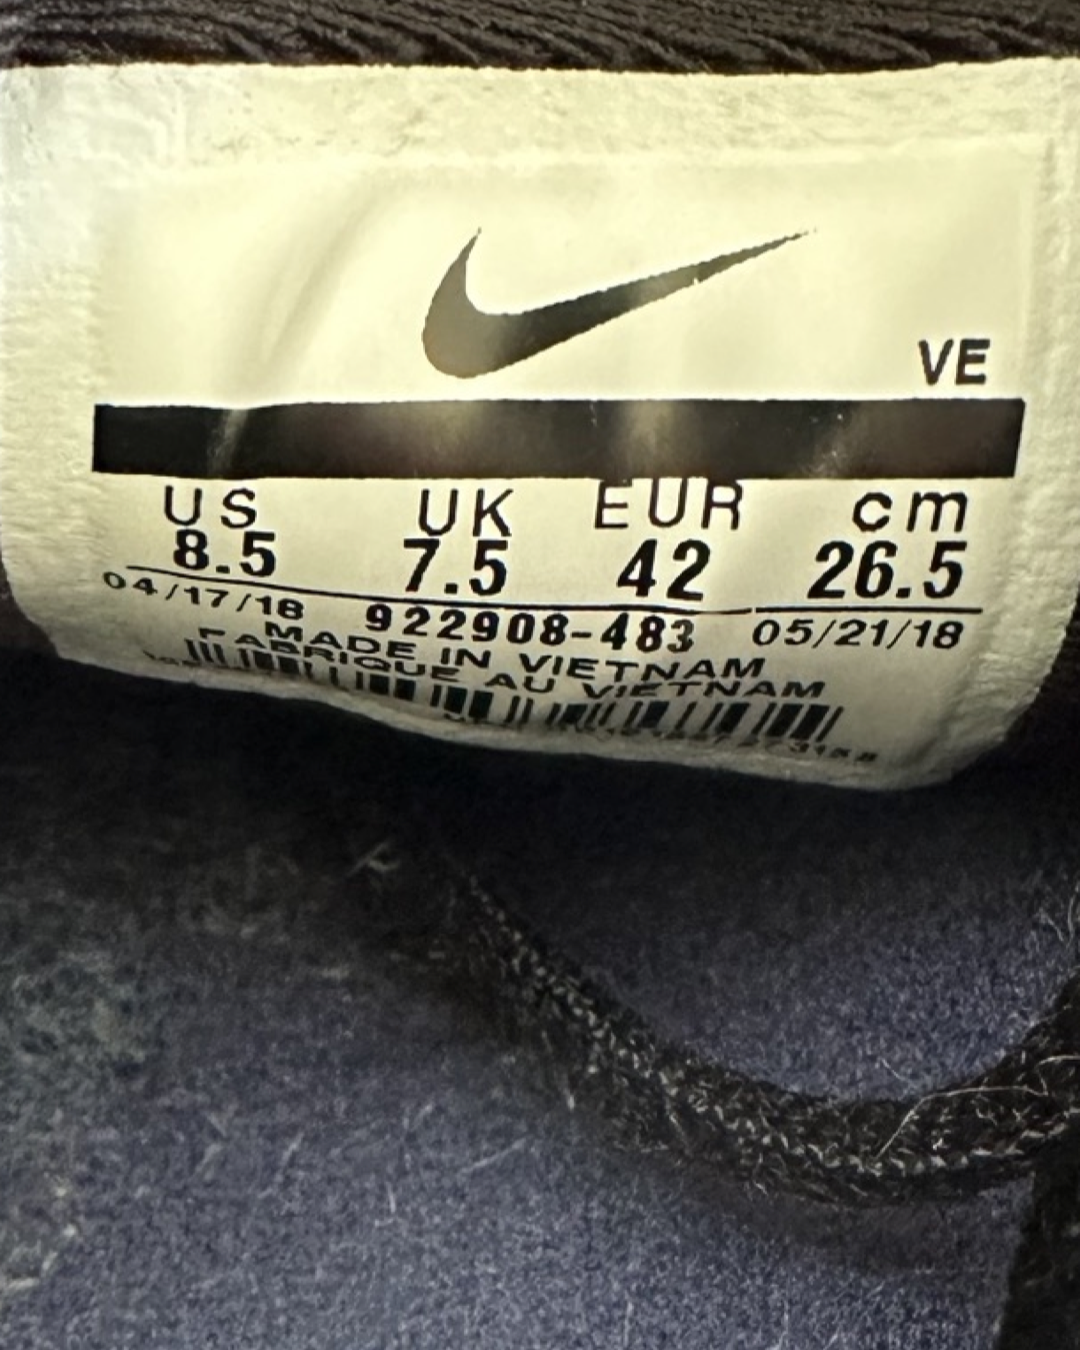 VE
US UK EUR cm
8.5 7.5 42 26.5
04/17/18 922908-483 05/21/18
MADE IN VIETNAM
FABRIQUE AU VIETNAM